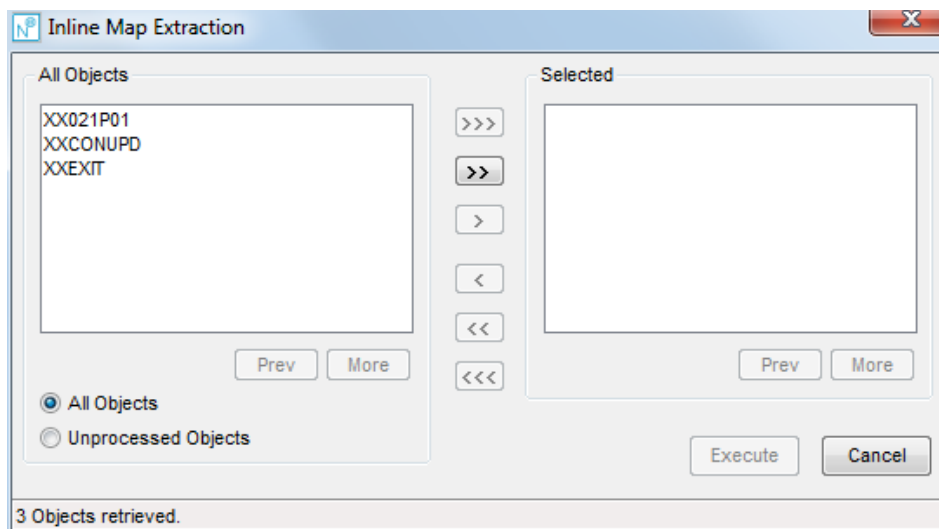 Inline Map Extraction
All Objects
XX021P01
XXCONUPD
XXEXIT
Prev
More
All Objects
Unprocessed Objects
>>>
>>
>
<
<<
<<<
Selected
Prev
More
Execute
Cancel
3 Objects retrieved.